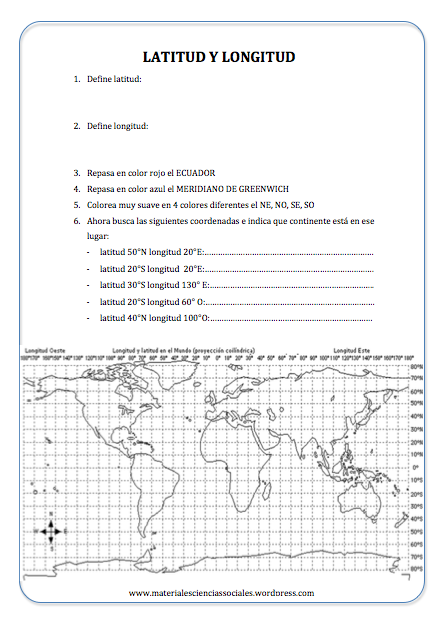 LATITUD Y LONGITUD
1. Define latitud:
2. Define longitud:
3. Repasa en color rojo el ECUADOR
4. Repasa en color azul el MERIDIANO DE GREENWICH
5. Colorea muy suave en 4 colores diferentes el NE, NO, SE, SO
6. Ahora busca las siguientes coordenadas e indica que continente está en ese
lugar:
- latitud 50°N longitud 20°E:
- latitud 20°S longitud 20°E:
- latitud 30°S longitud 130° E:
- latitud 20°S longitud 60° O:
- latitud 40°N longitud 100°O:
Longitud Oeste Longitud y latitud en el Mundo (proyección cilíndrica) Longitud Este
80°N
70°N
60°N
50°N
40°N
30°N
20°N
10°N
0°
10°S
20°S
30°S
40°S
50°S
60°S
70°S
80°S
www.materialescienciassociales.wordpress.com